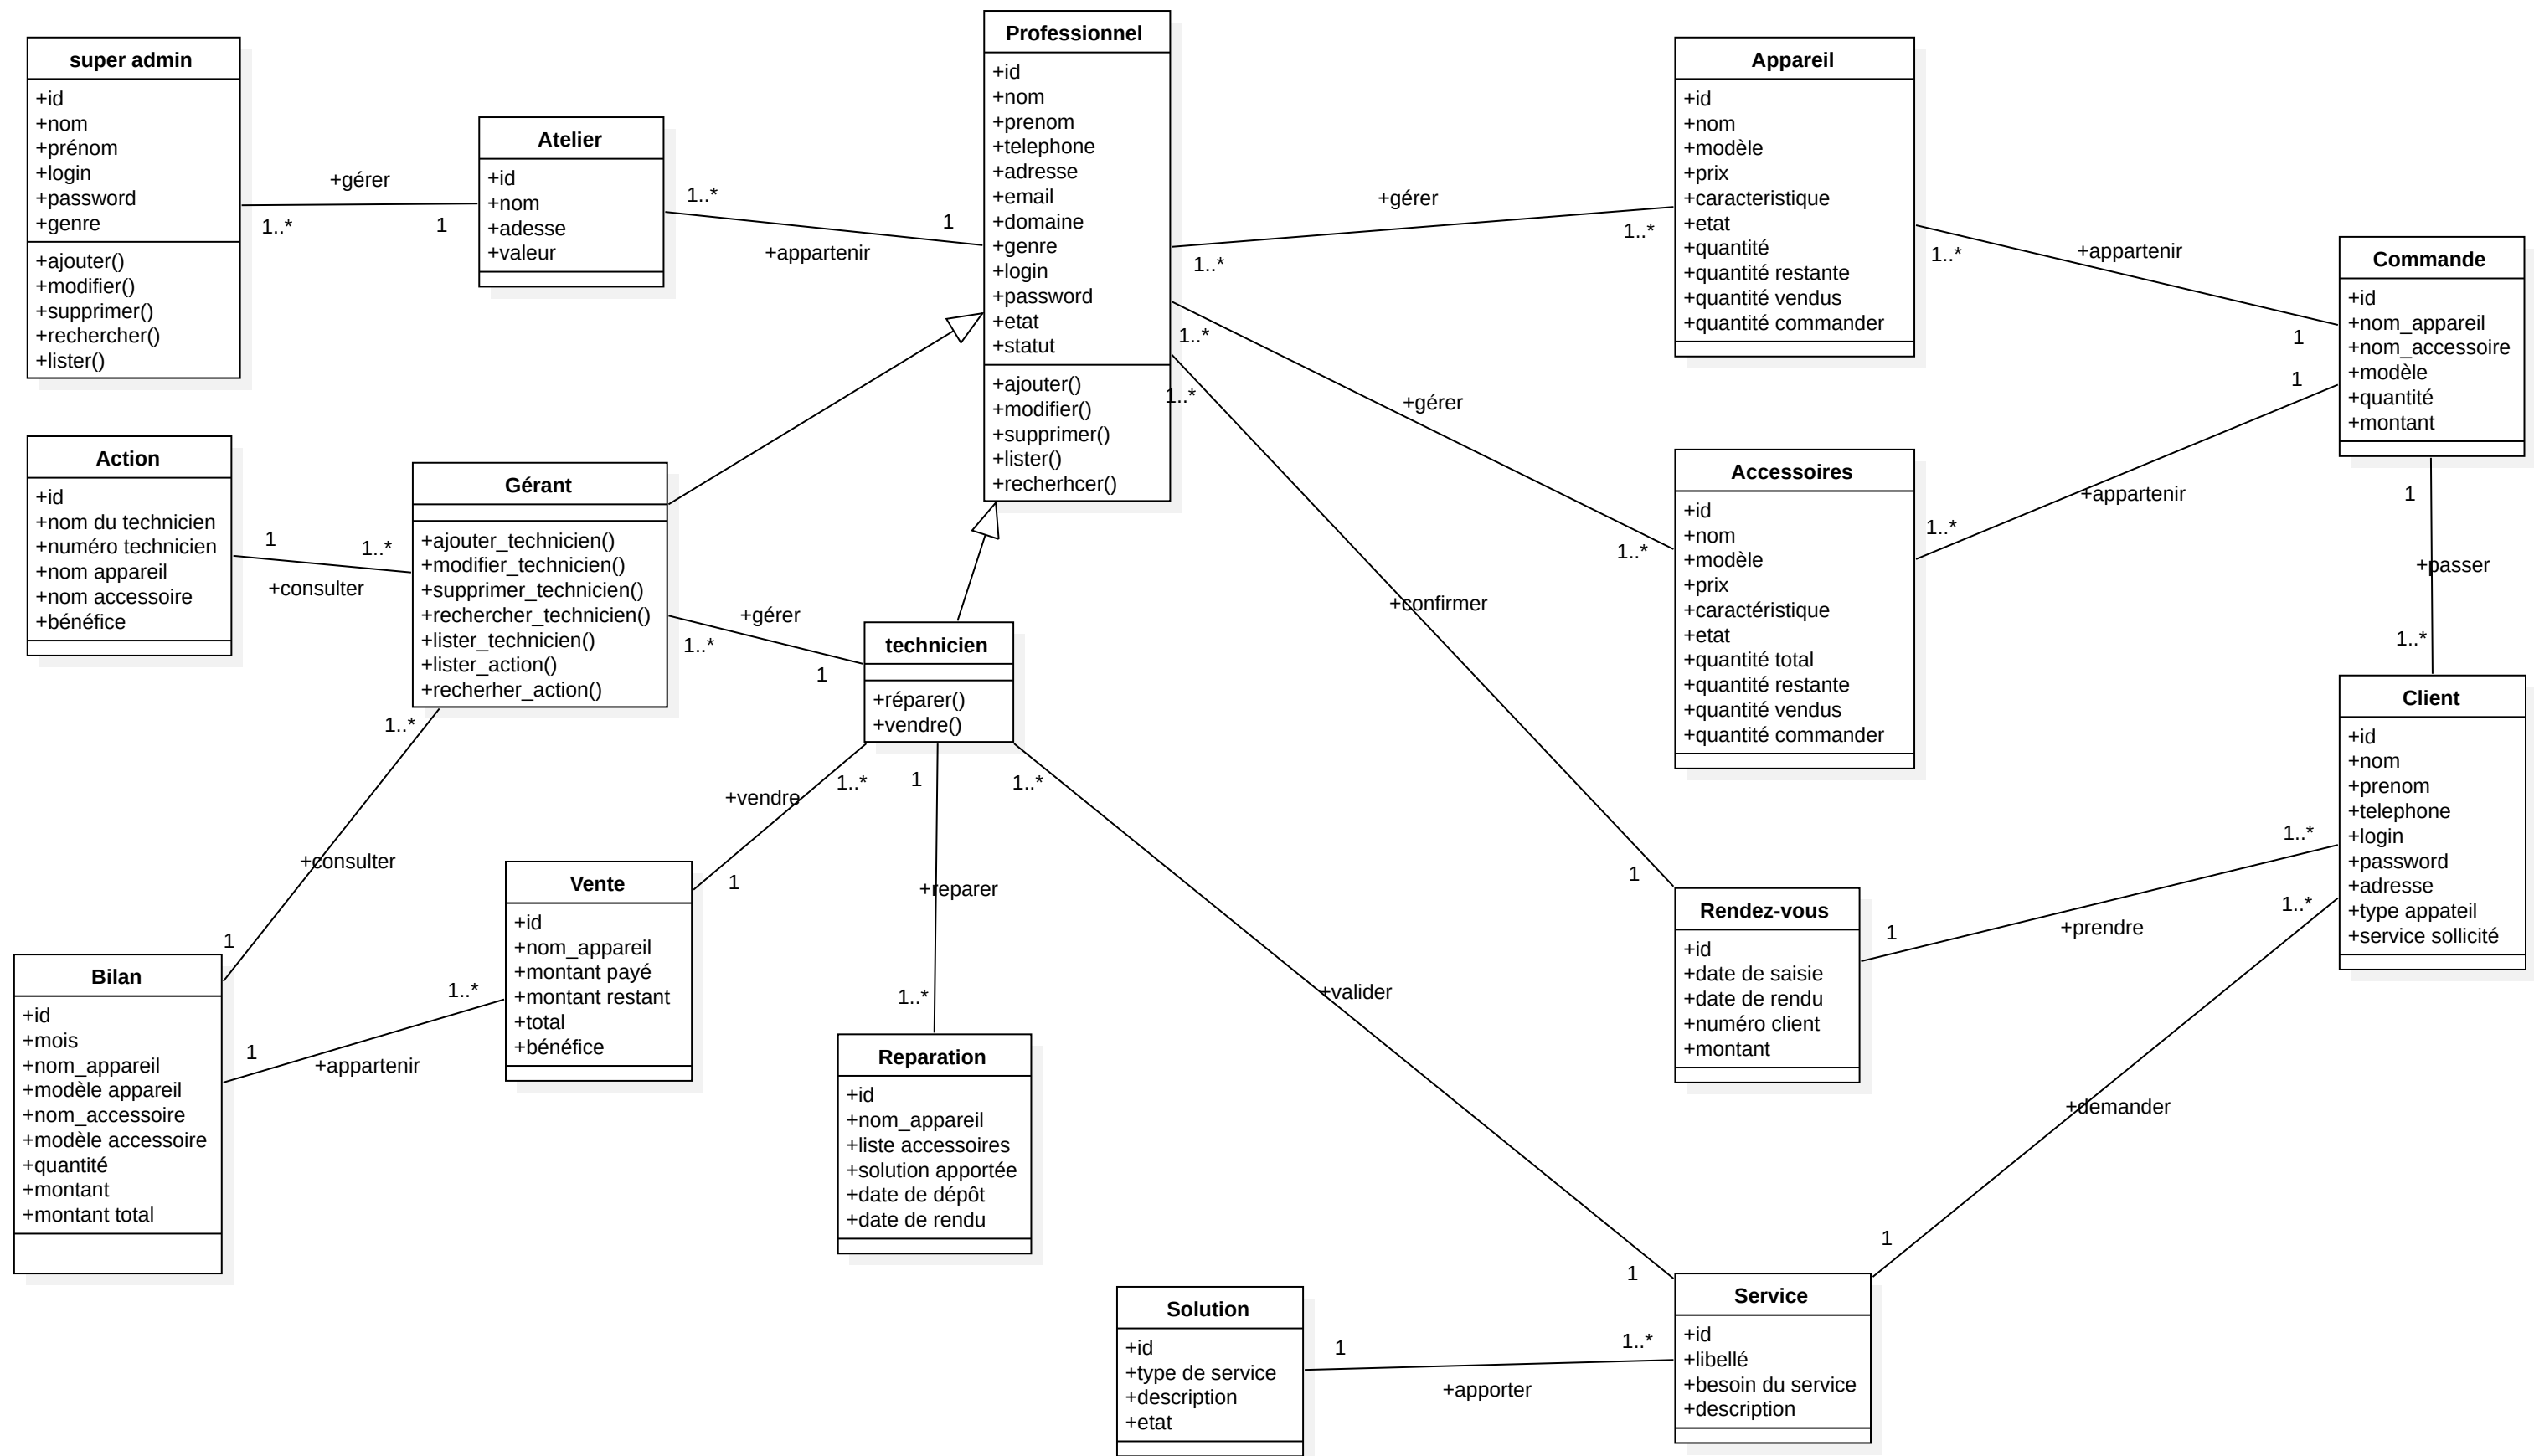 super admin
+id
+nom
+prénom
+login
+password
+genre
+ajouter()
+modifier()
+supprimer()
+rechercher()
+lister()
+gérer
1..*
1
Atelier
+id
+nom
+adesse
+valeur
1..*
1
+appartenir
Professionnel
+id
+nom
+prenom
+telephone
+adresse
+email
+domaine
+genre
+login
+password
+etat
+statut
+ajouter()
+modifier()
+supprimer()
+lister()
+recherhcer()
+gérer
1..*
1..*
Appareil
+id
+nom
+modèle
+prix
+caracteristique
+etat
+quantité
+quantité restante
+quantité vendus
+quantité commander
1..*
+appartenir
1
Commande
+id
+nom_appareil
+nom_accessoire
+modèle
+quantité
+montant
1..*
+gérer
1..*
Accessoires
+id
+nom
+modèle
+prix
+caractéristique
+etat
+quantité total
+quantité restante
+quantité vendus
+quantité commander
1..*
+appartenir
1
1
+passer
1..*
Action
+id
+nom du technicien
+numéro technicien
+nom appareil
+nom accessoire
+bénéfice
1
1..*
+consulter
Gérant
+ajouter_technicien()
+modifier_technicien()
+supprimer_technicien()
+rechercher_technicien()
+lister_technicien()
+lister_action()
+recherher_action()
+gérer
1..*
1
technicien
+réparer()
+vendre()
1..*
+confirmer
1
Client
+id
+nom
+prenom
+telephone
+login
+password
+adresse
+type appateil
+service sollicité
1..*
+consulter
1
+vendre
1..*
1
1
+reparer
1..*
1..*
+valider
1
Vente
+id
+nom_appareil
+montant payé
+montant restant
+total
+bénéfice
Rendez-vous
+id
+date de saisie
+date de rendu
+numéro client
+montant
1
+prendre
1..*
1..*
+demander
1
Bilan
+id
+mois
+nom_appareil
+modèle appareil
+nom_accessoire
+modèle accessoire
+quantité
+montant
+montant total
1
1..*
+appartenir
Reparation
+id
+nom_appareil
+liste accessoires
+solution apportée
+date de dépôt
+date de rendu
Solution
+id
+type de service
+description
+etat
1
1..*
+apporter
Service
+id
+libellé
+besoin du service
+description